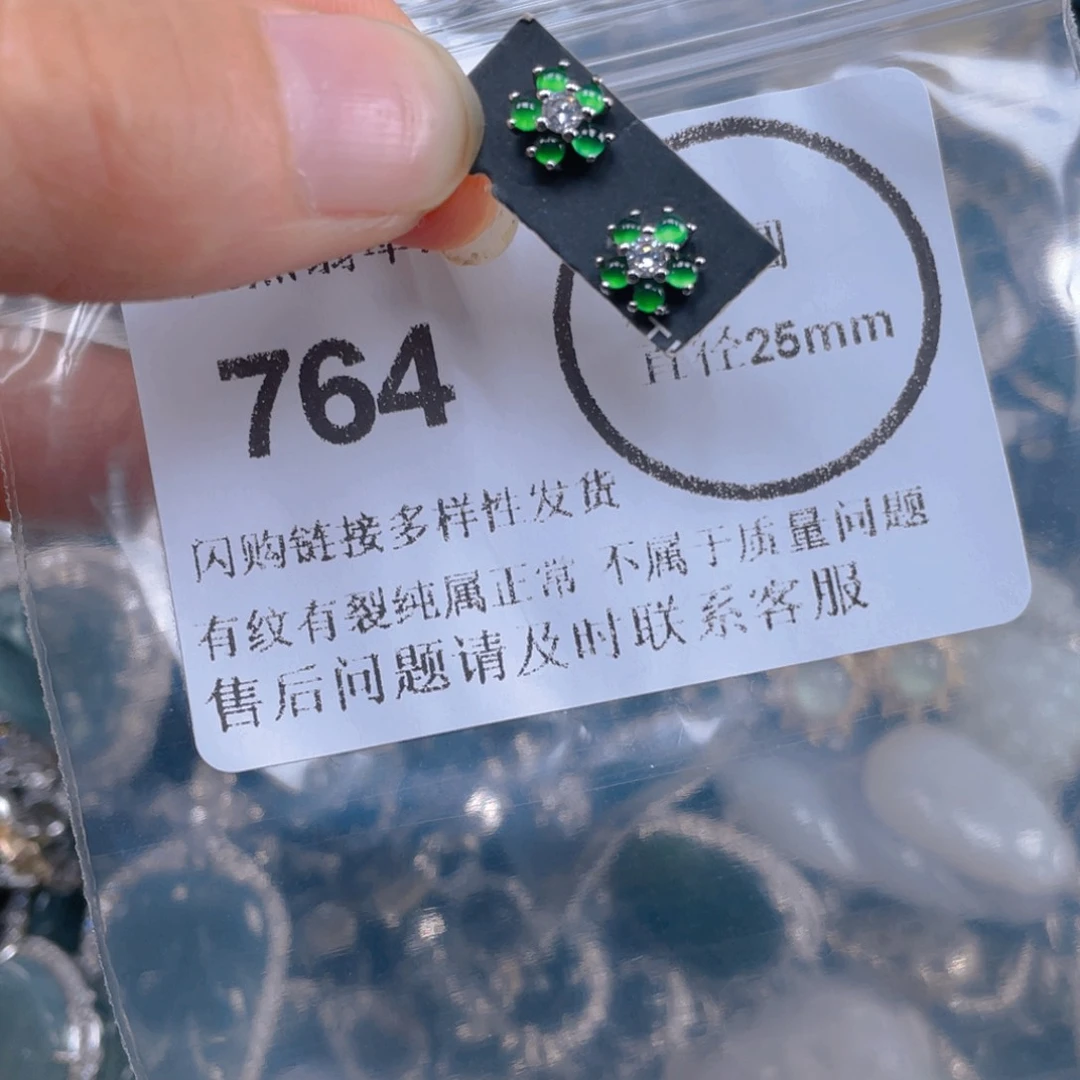 764
直径25mm
闪购链接多样性发货
有纹有裂纯属正常 不属于质量问题
售后问题请及时联系客服